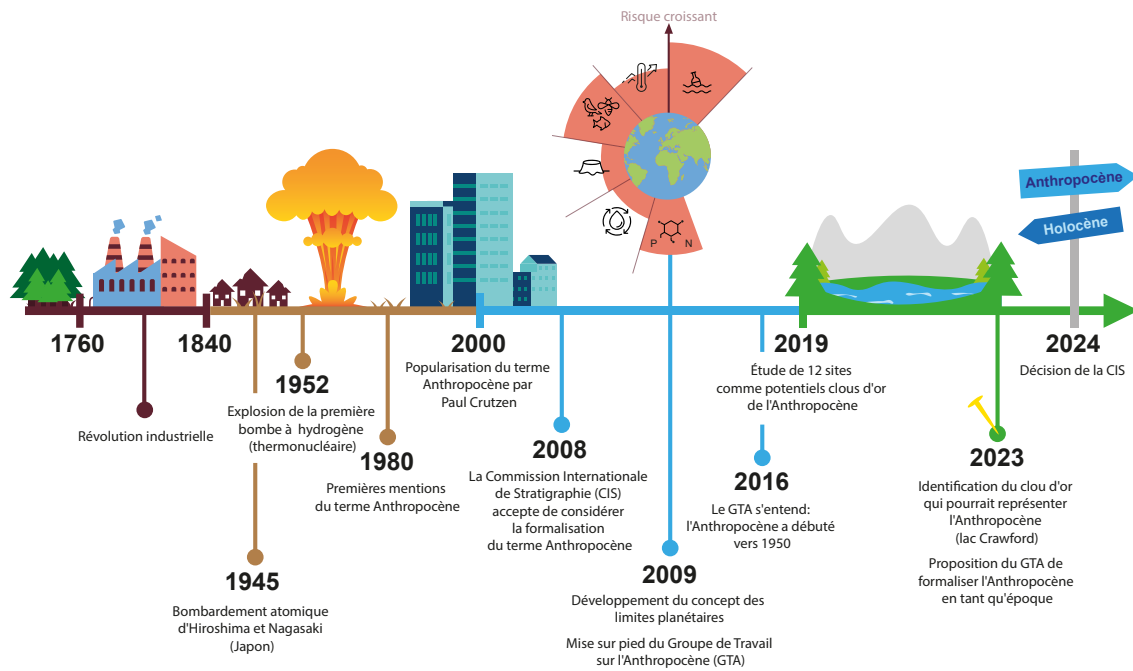 Risque croissant
P
N
Anthropocène
Holocène
1760
Révolution industrielle
1840
1945
Bombardement atomique
d'Hiroshima et Nagasaki
(Japon)
1952
Explosion de la première
bombe à hydrogène
(thermonucléaire)
1980
Premières mentions
du terme Anthropocène
2000
Popularisation du terme
Anthropocène par
Paul Crutzen
2008
La Commission Internationale
de Stratigraphie (CIS)
accepte de considérer
la formalisation
du terme Anthropocène
2009
Développement du concept des
limites planétaires
Mise sur pied du Groupe de Travail
sur l'Anthropocène (GTA)
2016
Le GTA s'entend:
l'Anthropocène a débuté
vers 1950
2019
Étude de 12 sites
comme potentiels clous d'or
de l'Anthropocène
2023
Identification du clou d'or
qui pourrait représenter
l'Anthropocène
(lac Crawford)
Proposition du GTA de
formaliser l'Anthropocène
en tant qu'époque
2024
Décision de la CIS